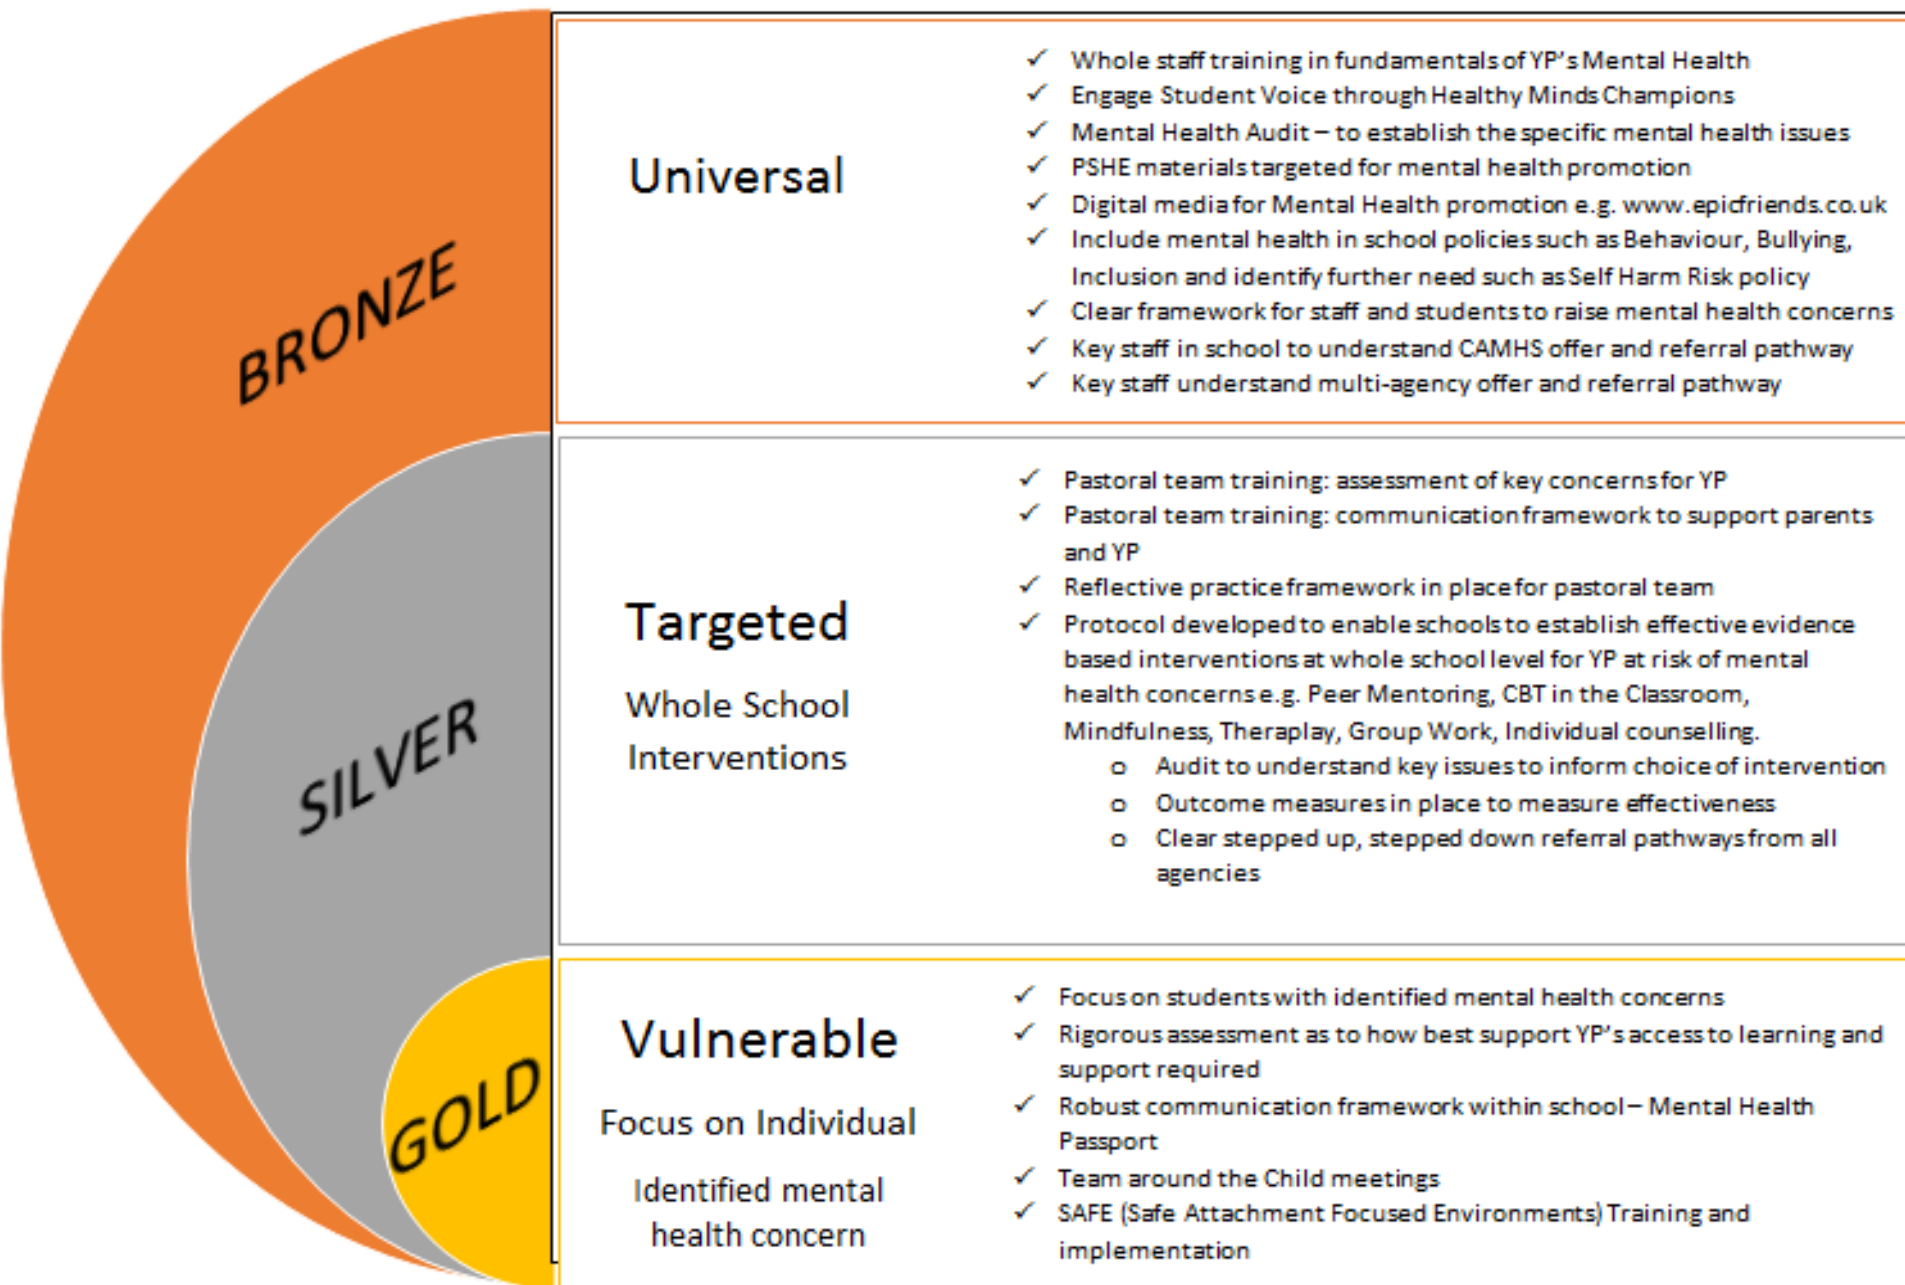 BRONZE
Universal
✓ Whole staff training in fundamentals of YP's Mental Health
✓ Engage Student Voice through Healthy Minds Champions
✓ Mental Health Audit – to establish the specific mental health issues
✓ PSHE materials targeted for mental health promotion
✓ Digital media for Mental Health promotion e.g. www.epicfriends.co.uk
✓ Include mental health in school policies such as Behaviour, Bullying,
Inclusion and identify further need such as Self Harm Risk policy
✓ Clear framework for staff and students to raise mental health concerns
✓ Key staff in school to understand CAMHS offer and referral pathway
✓ Key staff understand multi-agency offer and referral pathway
SILVER
Targeted
Whole School
Interventions
✓ Pastoral team training: assessment of key concerns for YP
✓ Pastoral team training: communication framework to support parents
and YP
✓ Reflective practice framework in place for pastoral team
✓ Protocol developed to enable schools to establish effective evidence
based interventions at whole school level for YP at risk of mental
health concerns e.g. Peer Mentoring, CBT in the Classroom,
Mindfulness, Theraplay, Group Work, Individual counselling.
o Audit to understand key issues to inform choice of intervention
o Outcome measures in place to measure effectiveness
o Clear stepped up, stepped down referral pathways from all
agencies
GOLD
Vulnerable
Focus on Individual
Identified mental
health concern
✓ Focus on students with identified mental health concerns
✓ Rigorous assessment as to how best support YP's access to learning and
support required
✓ Robust communication framework within school – Mental Health
Passport
✓ Team around the Child meetings
✓ SAFE (Safe Attachment Focused Environments) Training and
implementation